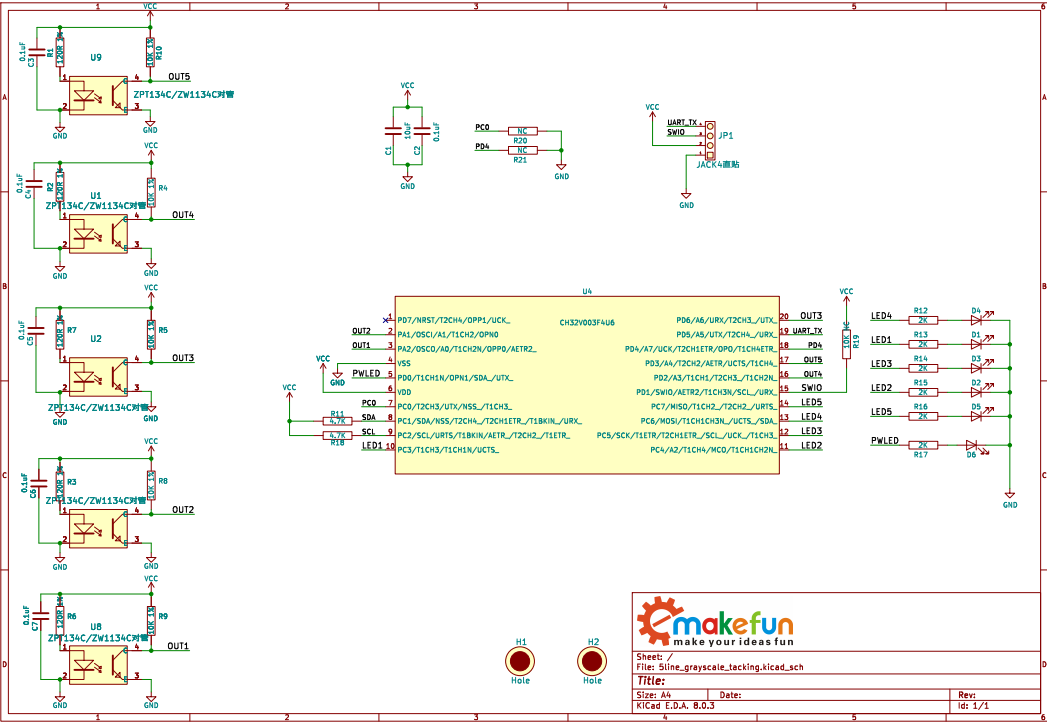 1 2 3 4 5 6
A
B
C
D
VCC
0.1uF
C3
R1
120R 1%
10K 1%
R10
U9
OUT5
1
2
4
3
ZPT134C/ZW1134C对管
GND
GND
VCC
0.1uF
C4
R2
120R 1%
10K 1%
R4
U1
ZPT134C/ZW1134C对管
OUT4
1
2
4
3
GND
GND
VCC
0.1uF
C5
R7
120R 1%
10K 1%
R5
U2
OUT3
1
2
4
3
ZPT134C/ZW1134C对管
GND
GND
VCC
0.1uF
C6
R3
120R 1%
10K 1%
R8
ZPT134C/ZW1134C对管
OUT2
1
2
4
3
GND
GND
VCC
0.1uF
C7
R6
120R 1%
10K 1%
R9
U8
ZPT134C/ZW1134C对管
OUT1
1
2
4
3
GND
GND
VCC
C1
10uF
C2
0.1uF
GND
PC0
NC
R20
PD4
NC
R21
GND
VCC
UART_TX
SWIO
4
3
2
1
JP1
JACK4直贴
GND
U4
CH32V003F4U6
1 PD7/NRST/T2CH4/OPP1/UCK_
OUT2 2 PA1/OSCI/A1/T1CH2/OPN0
OUT1 3 PA2/OSCO/A0/T1CH2N/OPP0/AETR2_
4 VSS
PWLED 5 PD0/T1CH1N/OPN1/SDA_/UTX_
6 VDD
PC0 7 PC0/T2CH3/UTX/NSS_/T1CH3_
SDA 8 PC1/SDA/NSS/T2CH4_/T2CH1ETR_/T1BKIN/_URX_
SCL 9 PC2/SCL/URTS/T1BKIN/AETR_/T2CH2_/T1ETR_
LED1 10 PC3/T1CH3/T1CH1N/UCTS_
PD6/A6/URX/T2CH3_/UTX_ 20 OUT3
PD5/A5/UTX/T2CH4_/URX_ 19 UART_TX
PD4/A7/UCK/T2CH1ETR/OPO/T1CH4ETR_ 18 PD4
PD3/A4/T2CH2/AETR/UCTS/T1CH4_ 17 OUT5
PD2/A3/T1CH1/T2CH3_/T1CH2N_ 16 OUT4
PD1/SWIO/AETR2/T1CH3N/SCL_/URX_ 15 SWIO
PC7/MISO/T1CH2_/T2CH2_/URTS_ 14 LED5
PC6/MOSI/T1CH1CH3N_/UCTS_/SDA_ 13 LED4
PC5/SCK/T1ETR/T2CH1ETR_/SCL_/UCK_/T1CH3_ 12 LED3
PC4/A2/T1CH4/MCO/T1CH1CH2N_ 11 LED2
VCC
GND
VCC
R11
4.7K
4.7K
R18
VCC
10K
NC
R19
LED4
R12
2K
D4
LED1
R13
2K
D1
LED3
R14
2K
D3
LED2
R15
2K
D2
LED5
R16
2K
D5
PWLED
2K
R17
D6
GND
H1
Hole
H2
Hole
emakefun
make your ideas fun
Sheet: /
File: 5line_grayscale_tacking.kicad_sch
Title:
Size: A4 Date: Rev:
KiCad E.D.A. 8.0.3 Id: 1/1
A
B
C
D
1 2 3 4 5 6